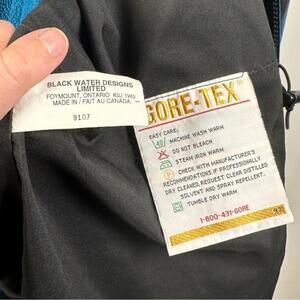 BLACK WATER DESIGNS
LIMITED
FOYMOUNT, ONTARIO K0J 1W0
MADE IN / FAIT AU CANADA
9107
GORE-TEX®
EASY CARE:
40 MACHINE WASH WARM
DO NOT BLEACH
STEAM IRON WARM
P CHECK WITH MANUFACTURER'S
RECOMMENDATIONS IF PROFESSIONALLY
DRY CLEANED. REQUEST CLEAR DISTILLED
SOLVENT AND SPRAY REPELLENT.
TUMBLE DRY WARM
1-800-431-GORE